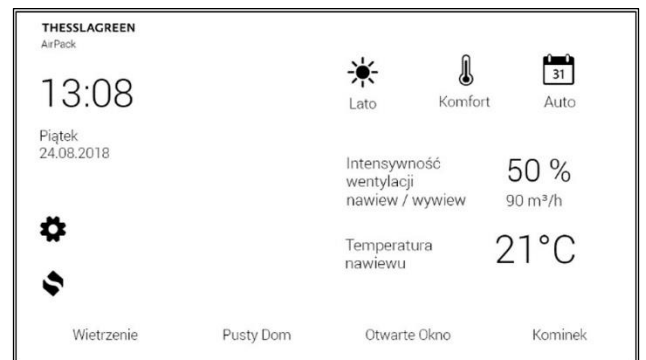 THESSLAGREEN
AirPack
13:08
Piątek
24.08.2018
31
Lato
Komfort
Auto
Intensywność
wentylacji
nawiew / wywiew
50 %
90 m³/h
Temperatura
nawiewu
21°C
Wietrzenie
Pusty Dom
Otwarte Okno
Kominek